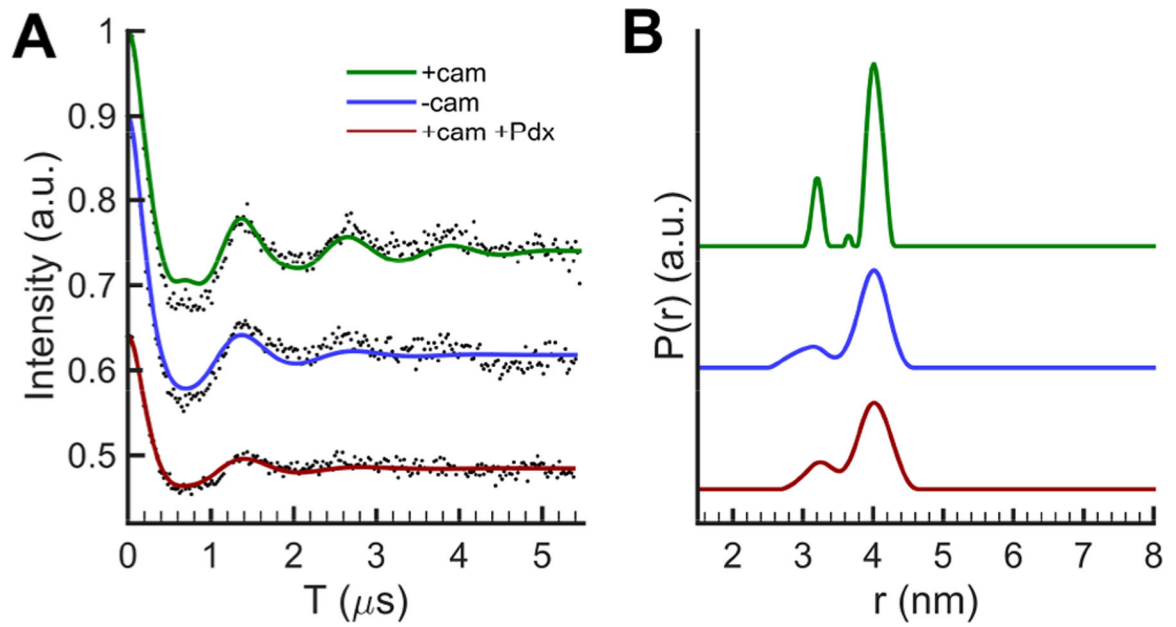 A
Intensity (a.u.)
1
0.9
0.8
0.7
0.6
0.5
+cam
-cam
+cam +Pdx
0 1 2 3 4 5
T (μs)
B
P(r) (a.u.)
2 3 4 5 6 7 8
r (nm)